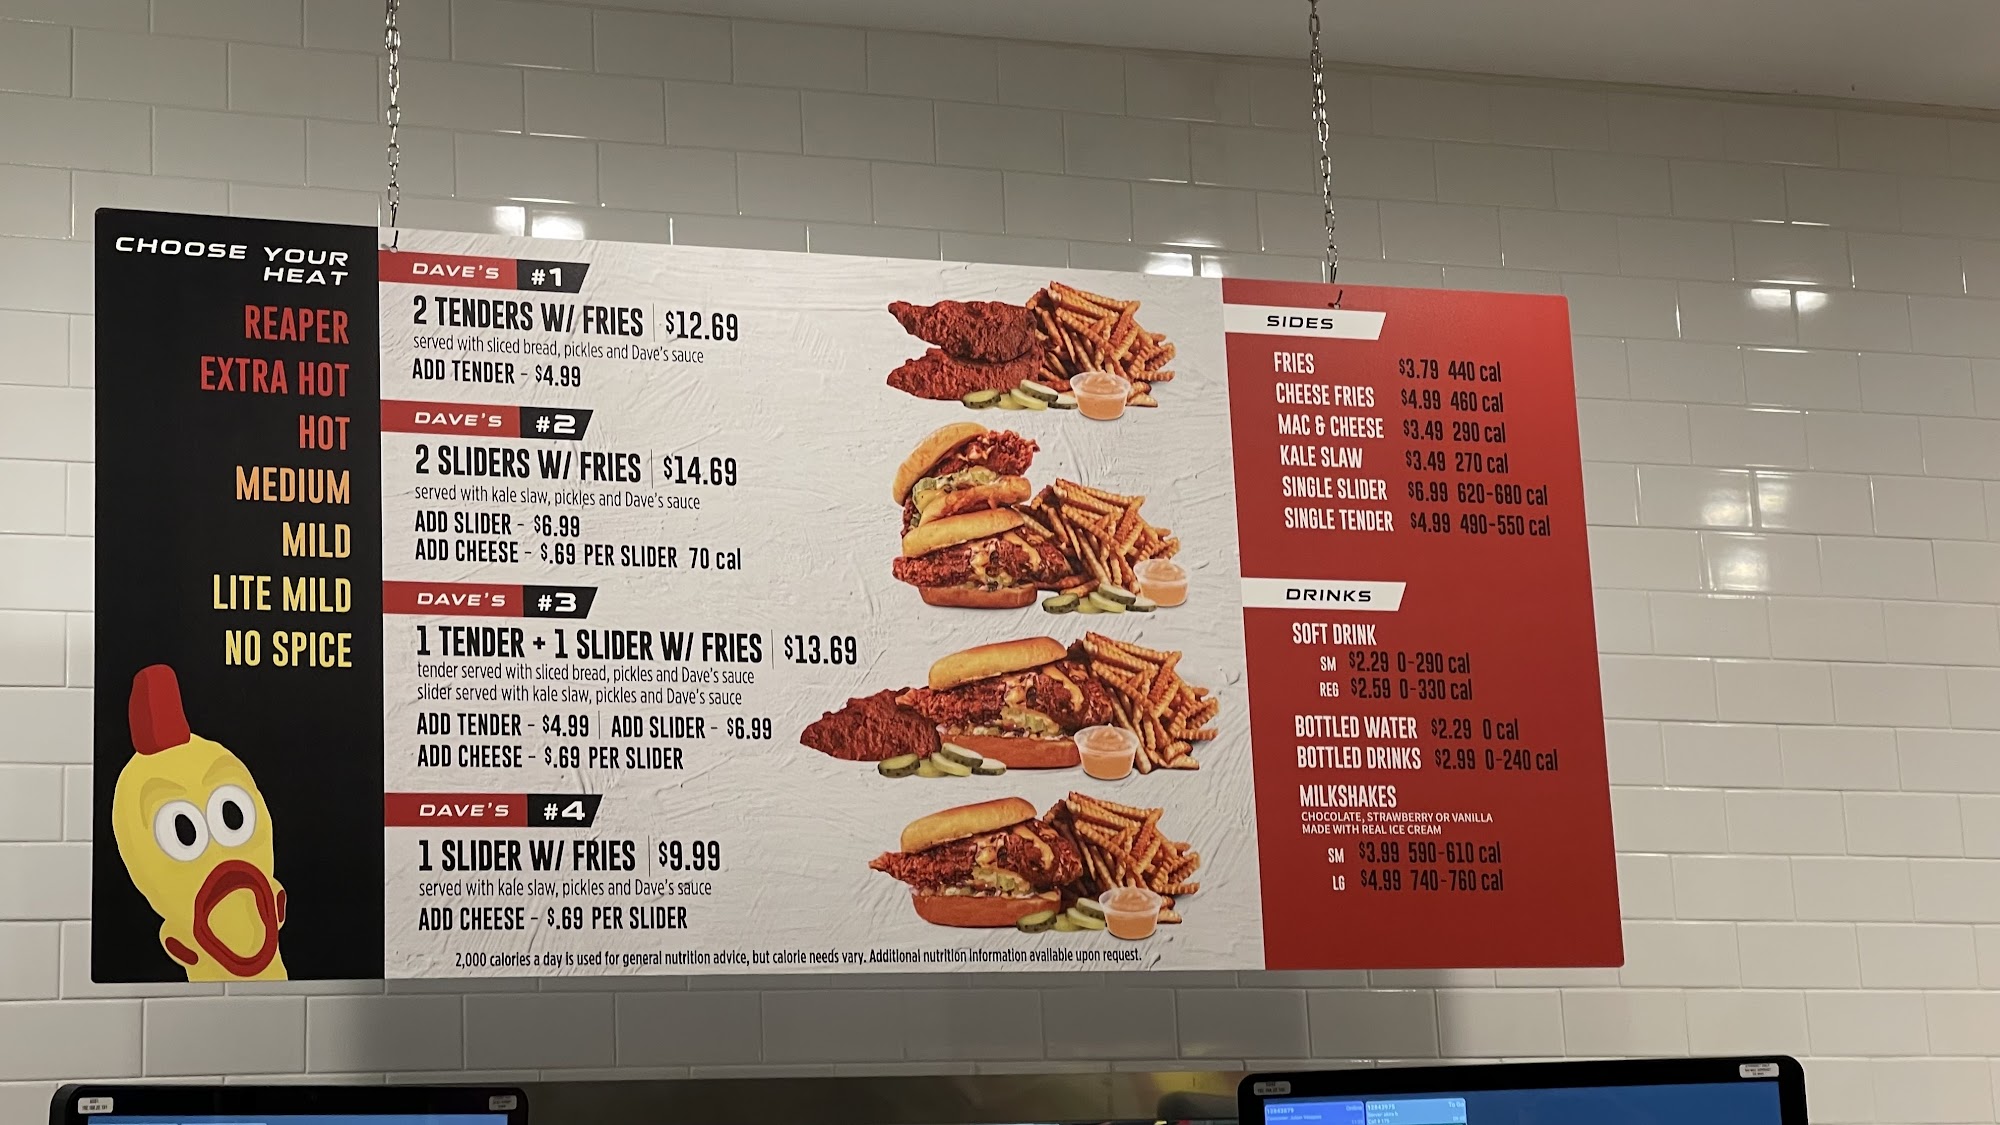 CHOOSE YOUR
HEAT
REAPER
EXTRA HOT
HOT
MEDIUM
MILD
LITE MILD
NO SPICE
DAVE'S #1
2 TENDERS W/ FRIES | $12.69
served with sliced bread, pickles and Dave's sauce
ADD TENDER - $4.99
DAVE'S #2
2 SLIDERS W/ FRIES | $14.69
served with kale slaw, pickles and Dave's sauce
ADD SLIDER - $6.99
ADD CHEESE - $.69 PER SLIDER 70 cal
DAVE'S #3
1 TENDER + 1 SLIDER W/ FRIES | $13.69
tender served with sliced bread, pickles and Dave's sauce
slider served with kale slaw, pickles and Dave's sauce
ADD TENDER - $4.99 | ADD SLIDER - $6.99
ADD CHEESE - $.69 PER SLIDER
DAVE'S #4
1 SLIDER W/ FRIES | $9.99
served with kale slaw, pickles and Dave's sauce
ADD CHEESE - $.69 PER SLIDER
2,000 calories a day is used for general nutrition advice, but calorie needs vary. Additional nutrition information available upon request.
SIDES
FRIES $3.79 440 cal
CHEESE FRIES $4.99 460 cal
MAC & CHEESE $3.49 290 cal
KALE SLAW $3.49 270 cal
SINGLE SLIDER $6.99 620-680 cal
SINGLE TENDER $4.99 490-550 cal
DRINKS
SOFT DRINK
SM $2.29 0-290 cal
REG $2.59 0-330 cal
BOTTLED WATER $2.29 0 cal
BOTTLED DRINKS $2.99 0-240 cal
MILKSHAKES
CHOCOLATE, STRAWBERRY OR VANILLA
MADE WITH REAL ICE CREAM
SM $3.99 590-610 cal
LG $4.99 740-760 cal